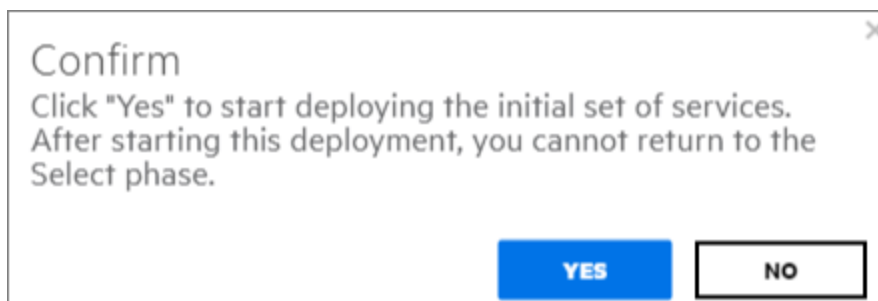 Confirm
Click "Yes" to start deploying the initial set of services.
After starting this deployment, you cannot return to the
Select phase.
YES
NO